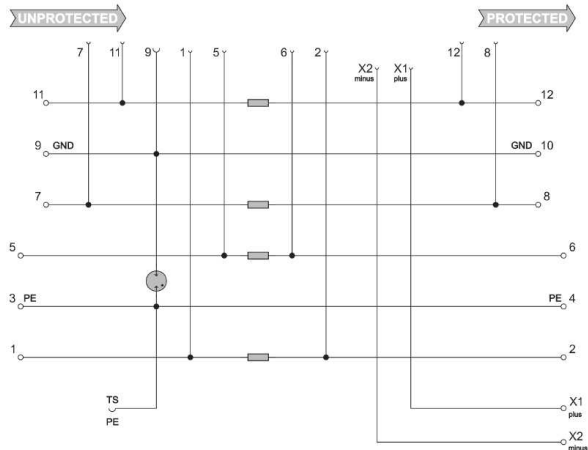 UNPROTECTED
PROTECTED
7 11 9 1 5 6 2 X2 minus X1 plus 12 8
11 12
9 GND GND 10
7 8
5 6
3 PE PE 4
1 2
TS
PE
X1
plus
X2
minus